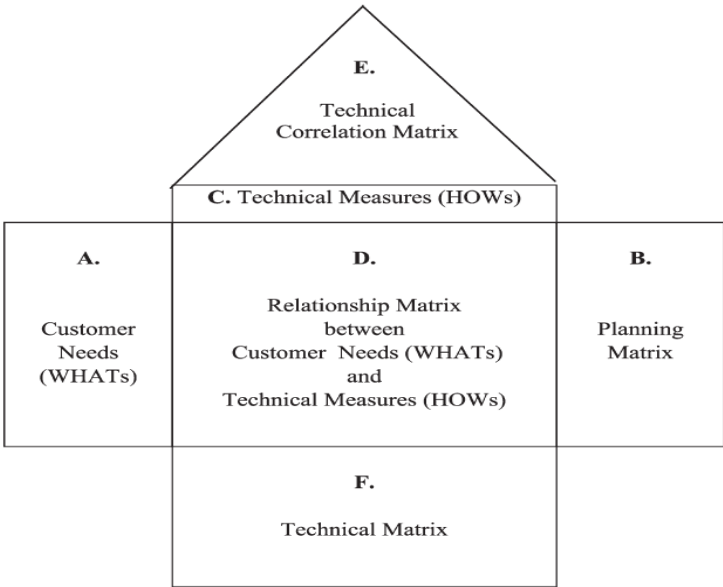 E.
Technical
Correlation Matrix
C. Technical Measures (HOWs)
A.
Customer
Needs
(WHATs)
D.
Relationship Matrix
between
Customer Needs (WHATs)
and
Technical Measures (HOWs)
B.
Planning
Matrix
F.
Technical Matrix